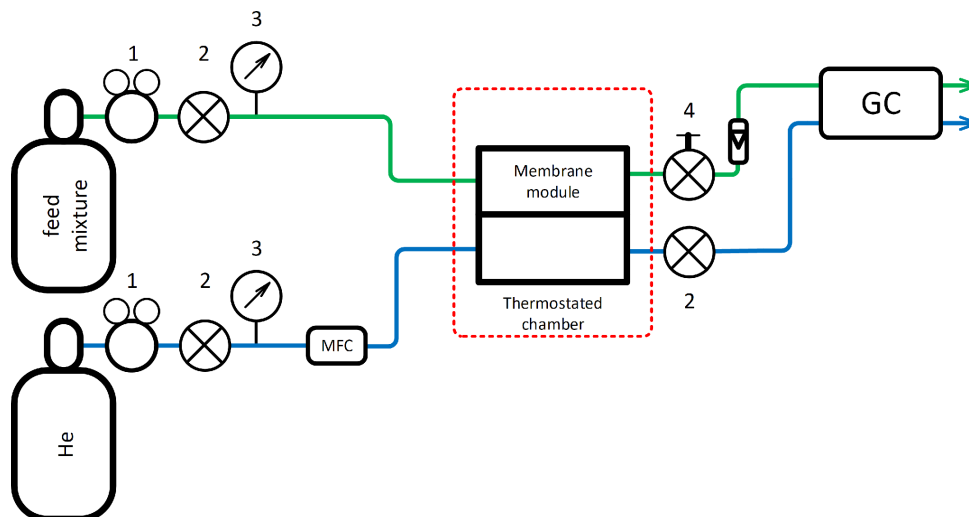 3
1
2
4
GC
Membrane
module
feed
mixture
3
1
2
2
Thermostated
chamber
MFC
He